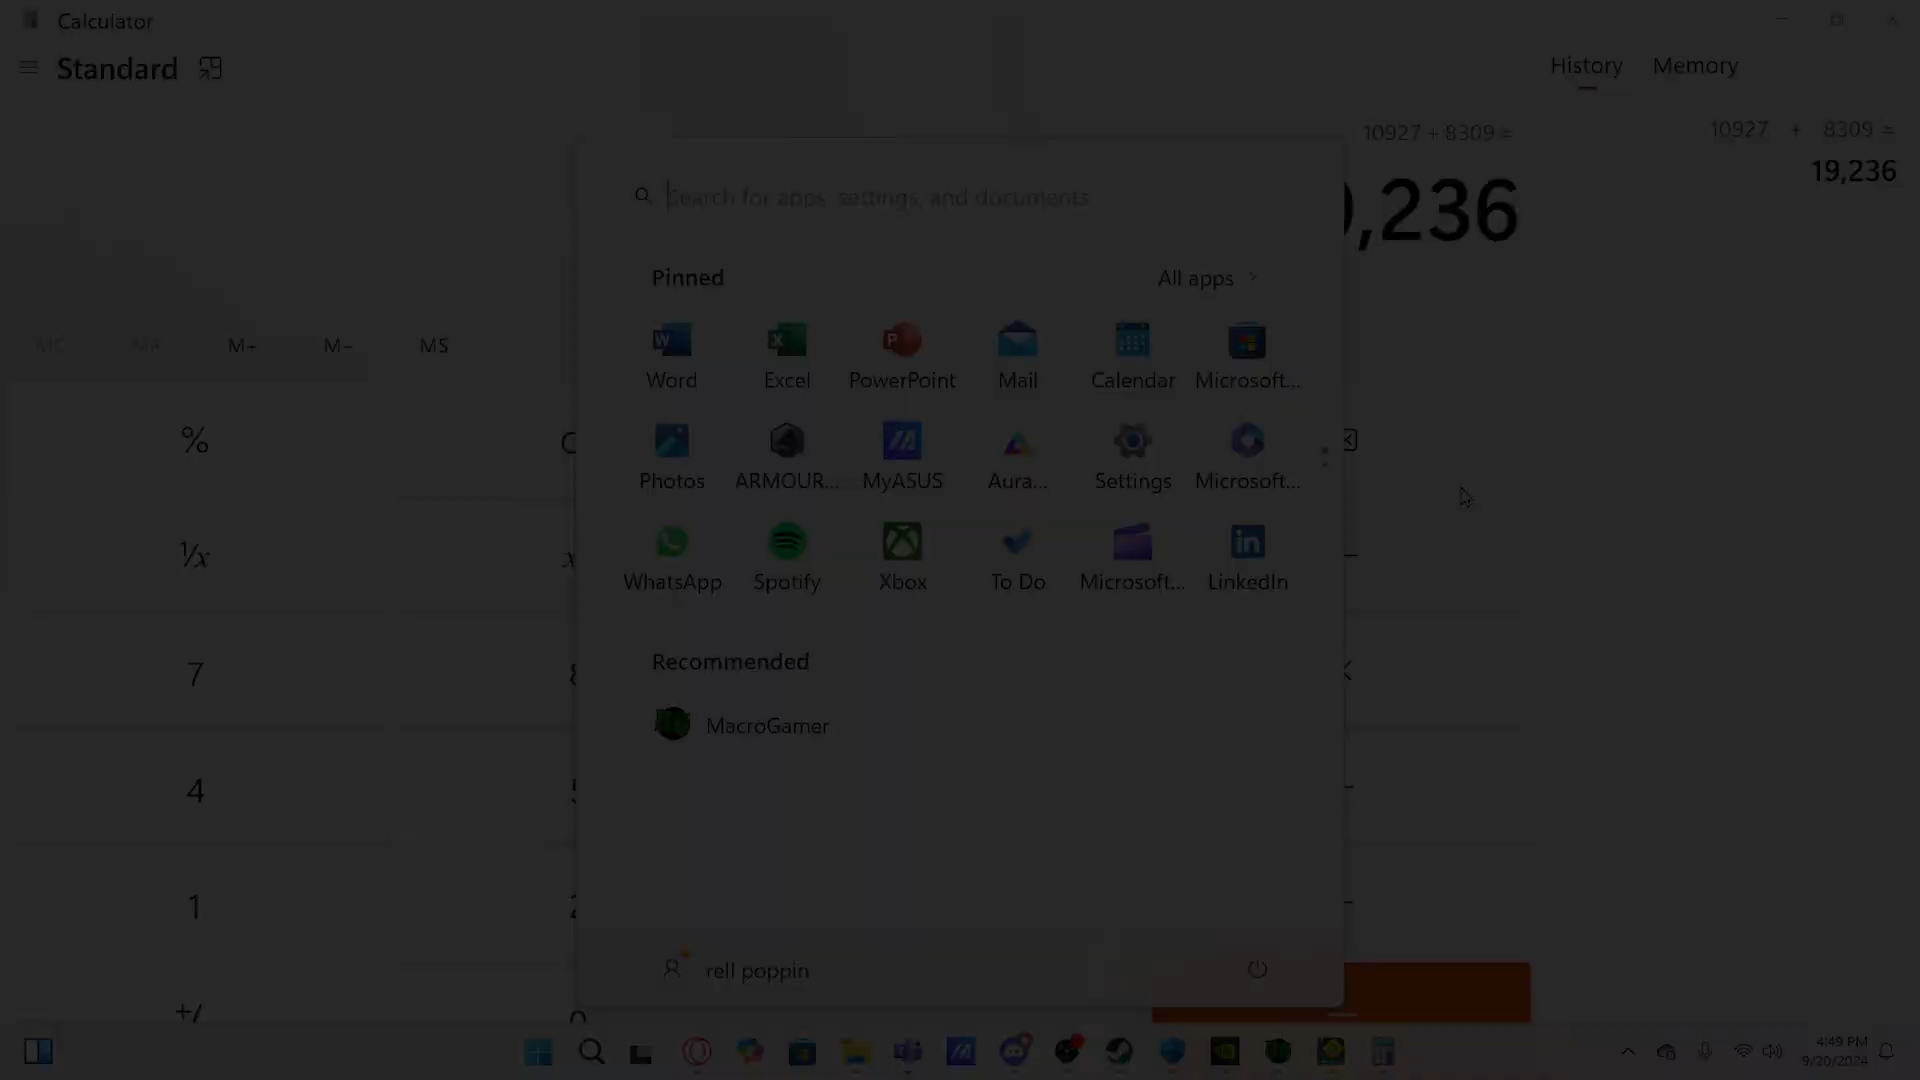 Calculator
Standard
History Memory
10927 + 8309 =
10927 + 8309 =
19,236
,236
Search for apps, settings, and documents
Pinned
All apps
MC MR M+ M- MS
Word Excel PowerPoint Mail Calendar Microsoft...
%
Photos ARMOUR... MyASUS Aura... Settings Microsoft...
¹/x
WhatsApp Spotify Xbox To Do Microsoft... LinkedIn
7
Recommended
MacroGamer
4
1
rell poppin
+/
4:49 PM
9/20/2024